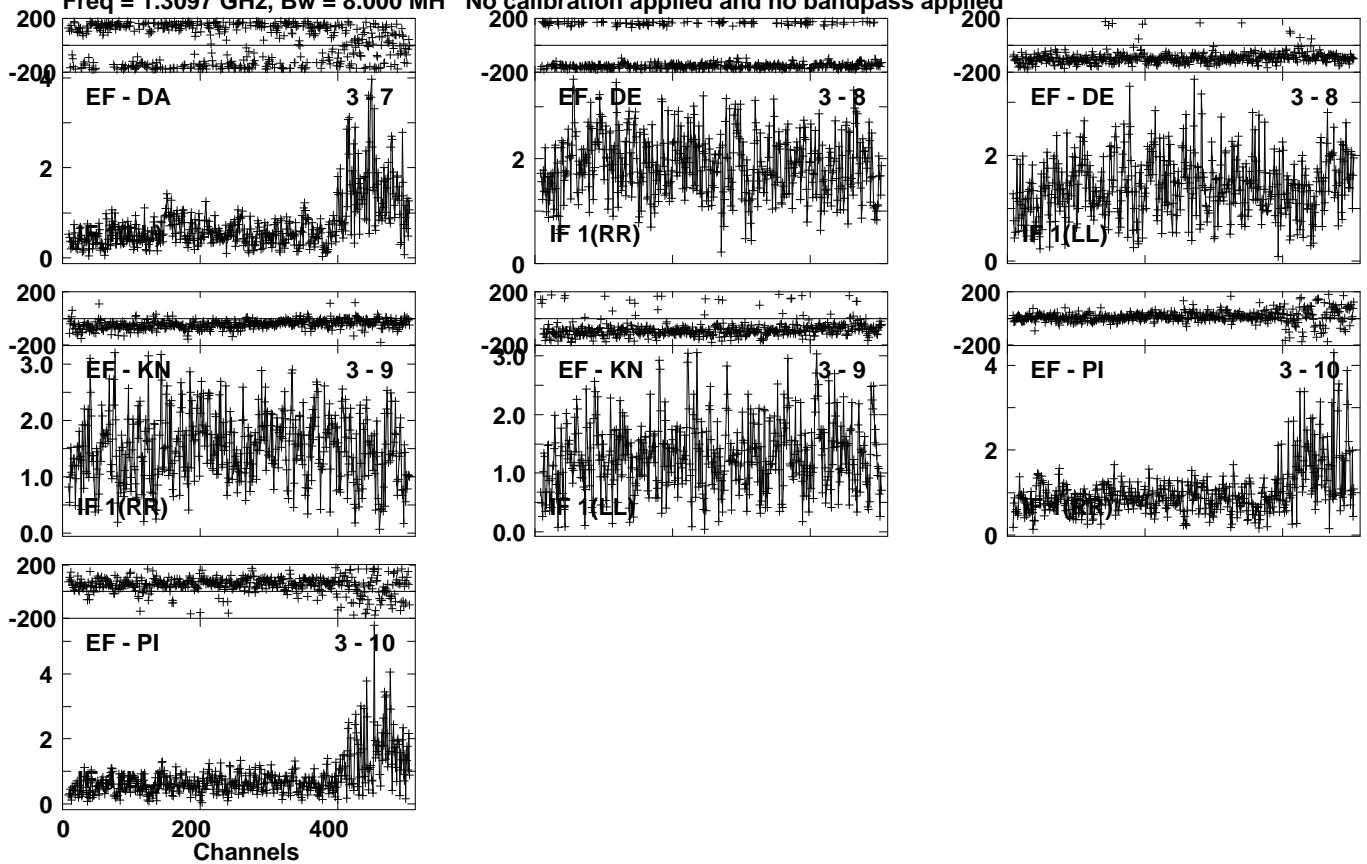 Freq = 1.3097 GHz, Bw = 8.000 MH No calibration applied and no bandpass applied
200
-200
4
2
0
EF - DA
3 - 7
200
-200
2
0
EF - DE
3 - 8
IF 1(RR)
200
-200
2
0
EF - DE
3 - 8
IF 1(LL)
200
-200
3.0
2.0
1.0
0.0
EF - KN
3 - 9
IF 1(RR)
200
-200
3.0
2.0
1.0
0.0
EF - KN
3 - 9
IF 1(LL)
200
-200
4
2
0
EF - PI
3 - 10
IF 1(RR)
200
-200
4
2
0
EF - PI
3 - 10
0
200
400
Channels